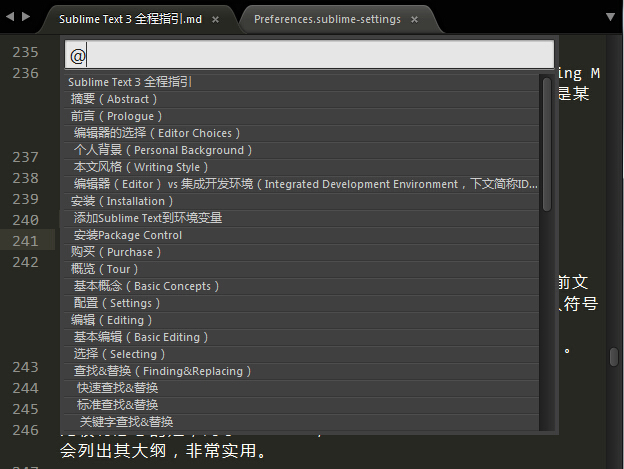 Sublime Text 3 全程指引.md
Preferences.sublime-settings
@
Sublime Text 3 全程指引
摘要（Abstract）
前言（Prologue）
编辑器的选择（Editor Choices）
个人背景（Personal Background）
本文风格（Writing Style）
编辑器（Editor） vs 集成开发环境（Integrated Development Environment，下文简称ID...
安装（Installation）
添加Sublime Text到环境变量
安装Package Control
购买（Purchase）
概览（Tour）
基本概念（Basic Concepts）
配置（Settings）
编辑（Editing）
基本编辑（Basic Editing）
选择（Selecting）
查找&替换（Finding&Replacing）
快速查找&替换
标准查找&替换
关键字查找&替换
235
236
ing M
是某
237
238
239
240
241
242
前文
符号
。
243
244
245
246
会列出其大纲，非常实用。